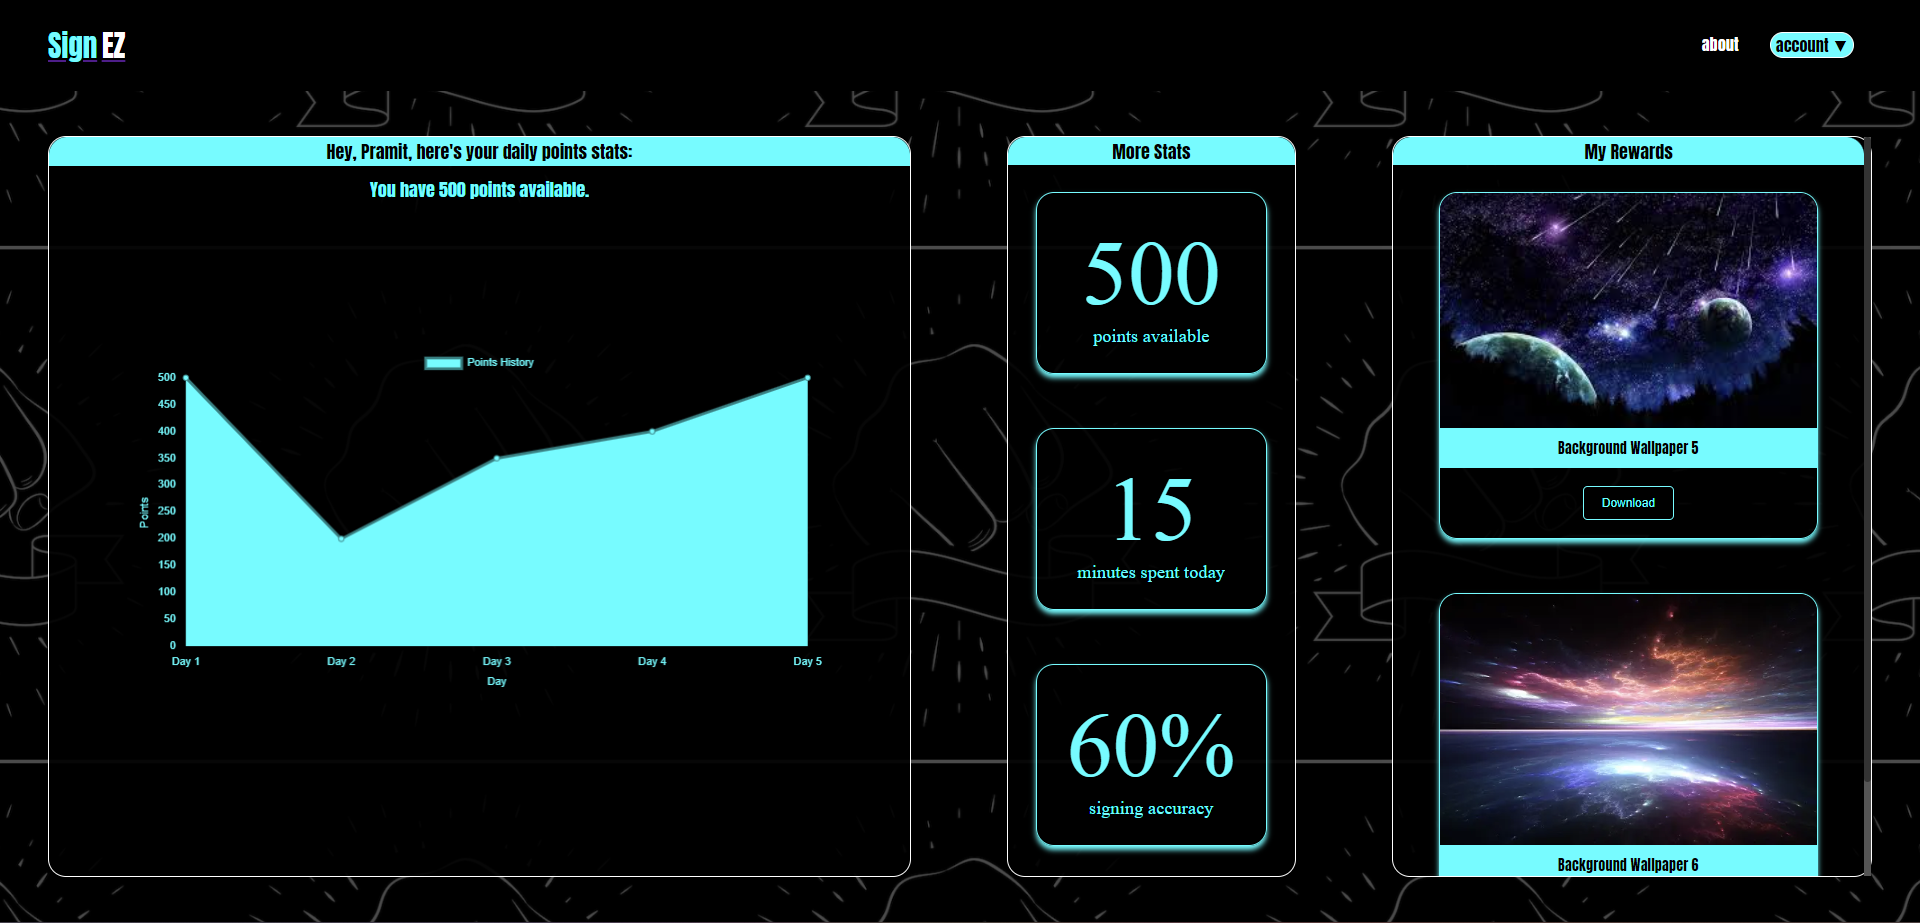 Sign EZ
about
account ▼
Hey, Pramit, here's your daily points stats:
You have 500 points available.
Points History
500
450
400
350
300
250
200
150
100
50
0
Points
Day 1
Day 2
Day 3
Day 4
Day 5
Day
More Stats
500
points available
15
minutes spent today
60%
signing accuracy
My Rewards
Background Wallpaper 5
Download
Background Wallpaper 6